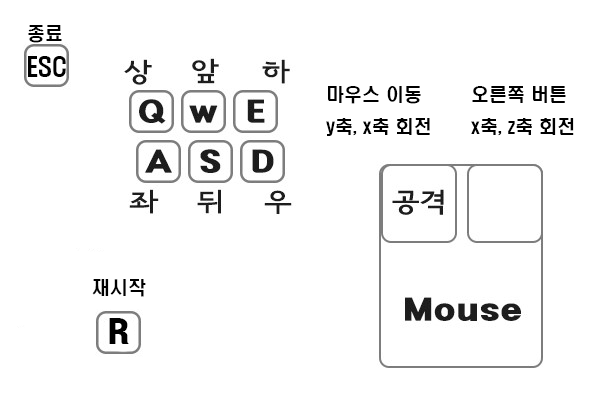 종료
ESC
상 앞 하
Q w E
A S D
좌 뒤 우
재시작
R
마우스 이동
y축, x축 회전
오른쪽 버튼
x축, z축 회전
공격
Mouse